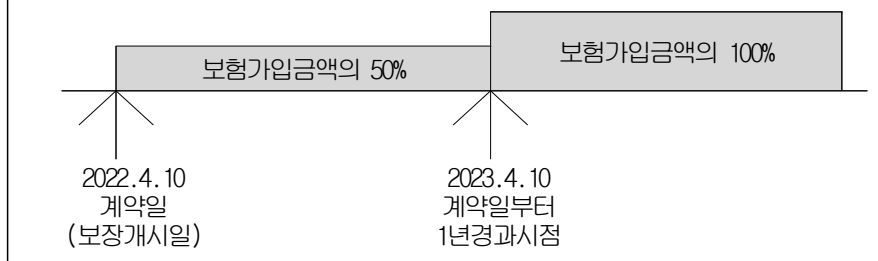 보험가입금액의 50%
보험가입금액의 100%
2022.4.10
계약일
(보장개시일)
2023.4.10
계약일부터
1년경과시점